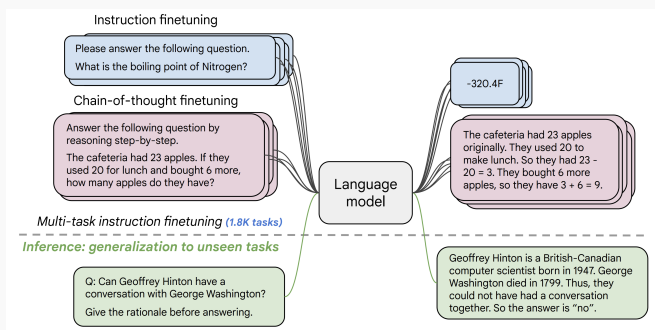 Instruction finetuning
Please answer the following question.
What is the boiling point of Nitrogen?
-320.4F
Chain-of-thought finetuning
Answer the following question by
reasoning step-by-step.
The cafeteria had 23 apples. If they
used 20 for lunch and bought 6 more,
how many apples do they have?
Language
model
The cafeteria had 23 apples
originally. They used 20 to
make lunch. So they had 23 -
20 = 3. They bought 6 more
apples, so they have 3 + 6 = 9.
Multi-task instruction finetuning (1.8K tasks)
Inference: generalization to unseen tasks
Q: Can Geoffrey Hinton have a
conversation with George Washington?
Give the rationale before answering.
Geoffrey Hinton is a British-Canadian
computer scientist born in 1947. George
Washington died in 1799. Thus, they
could not have had a conversation
together. So the answer is “no”.